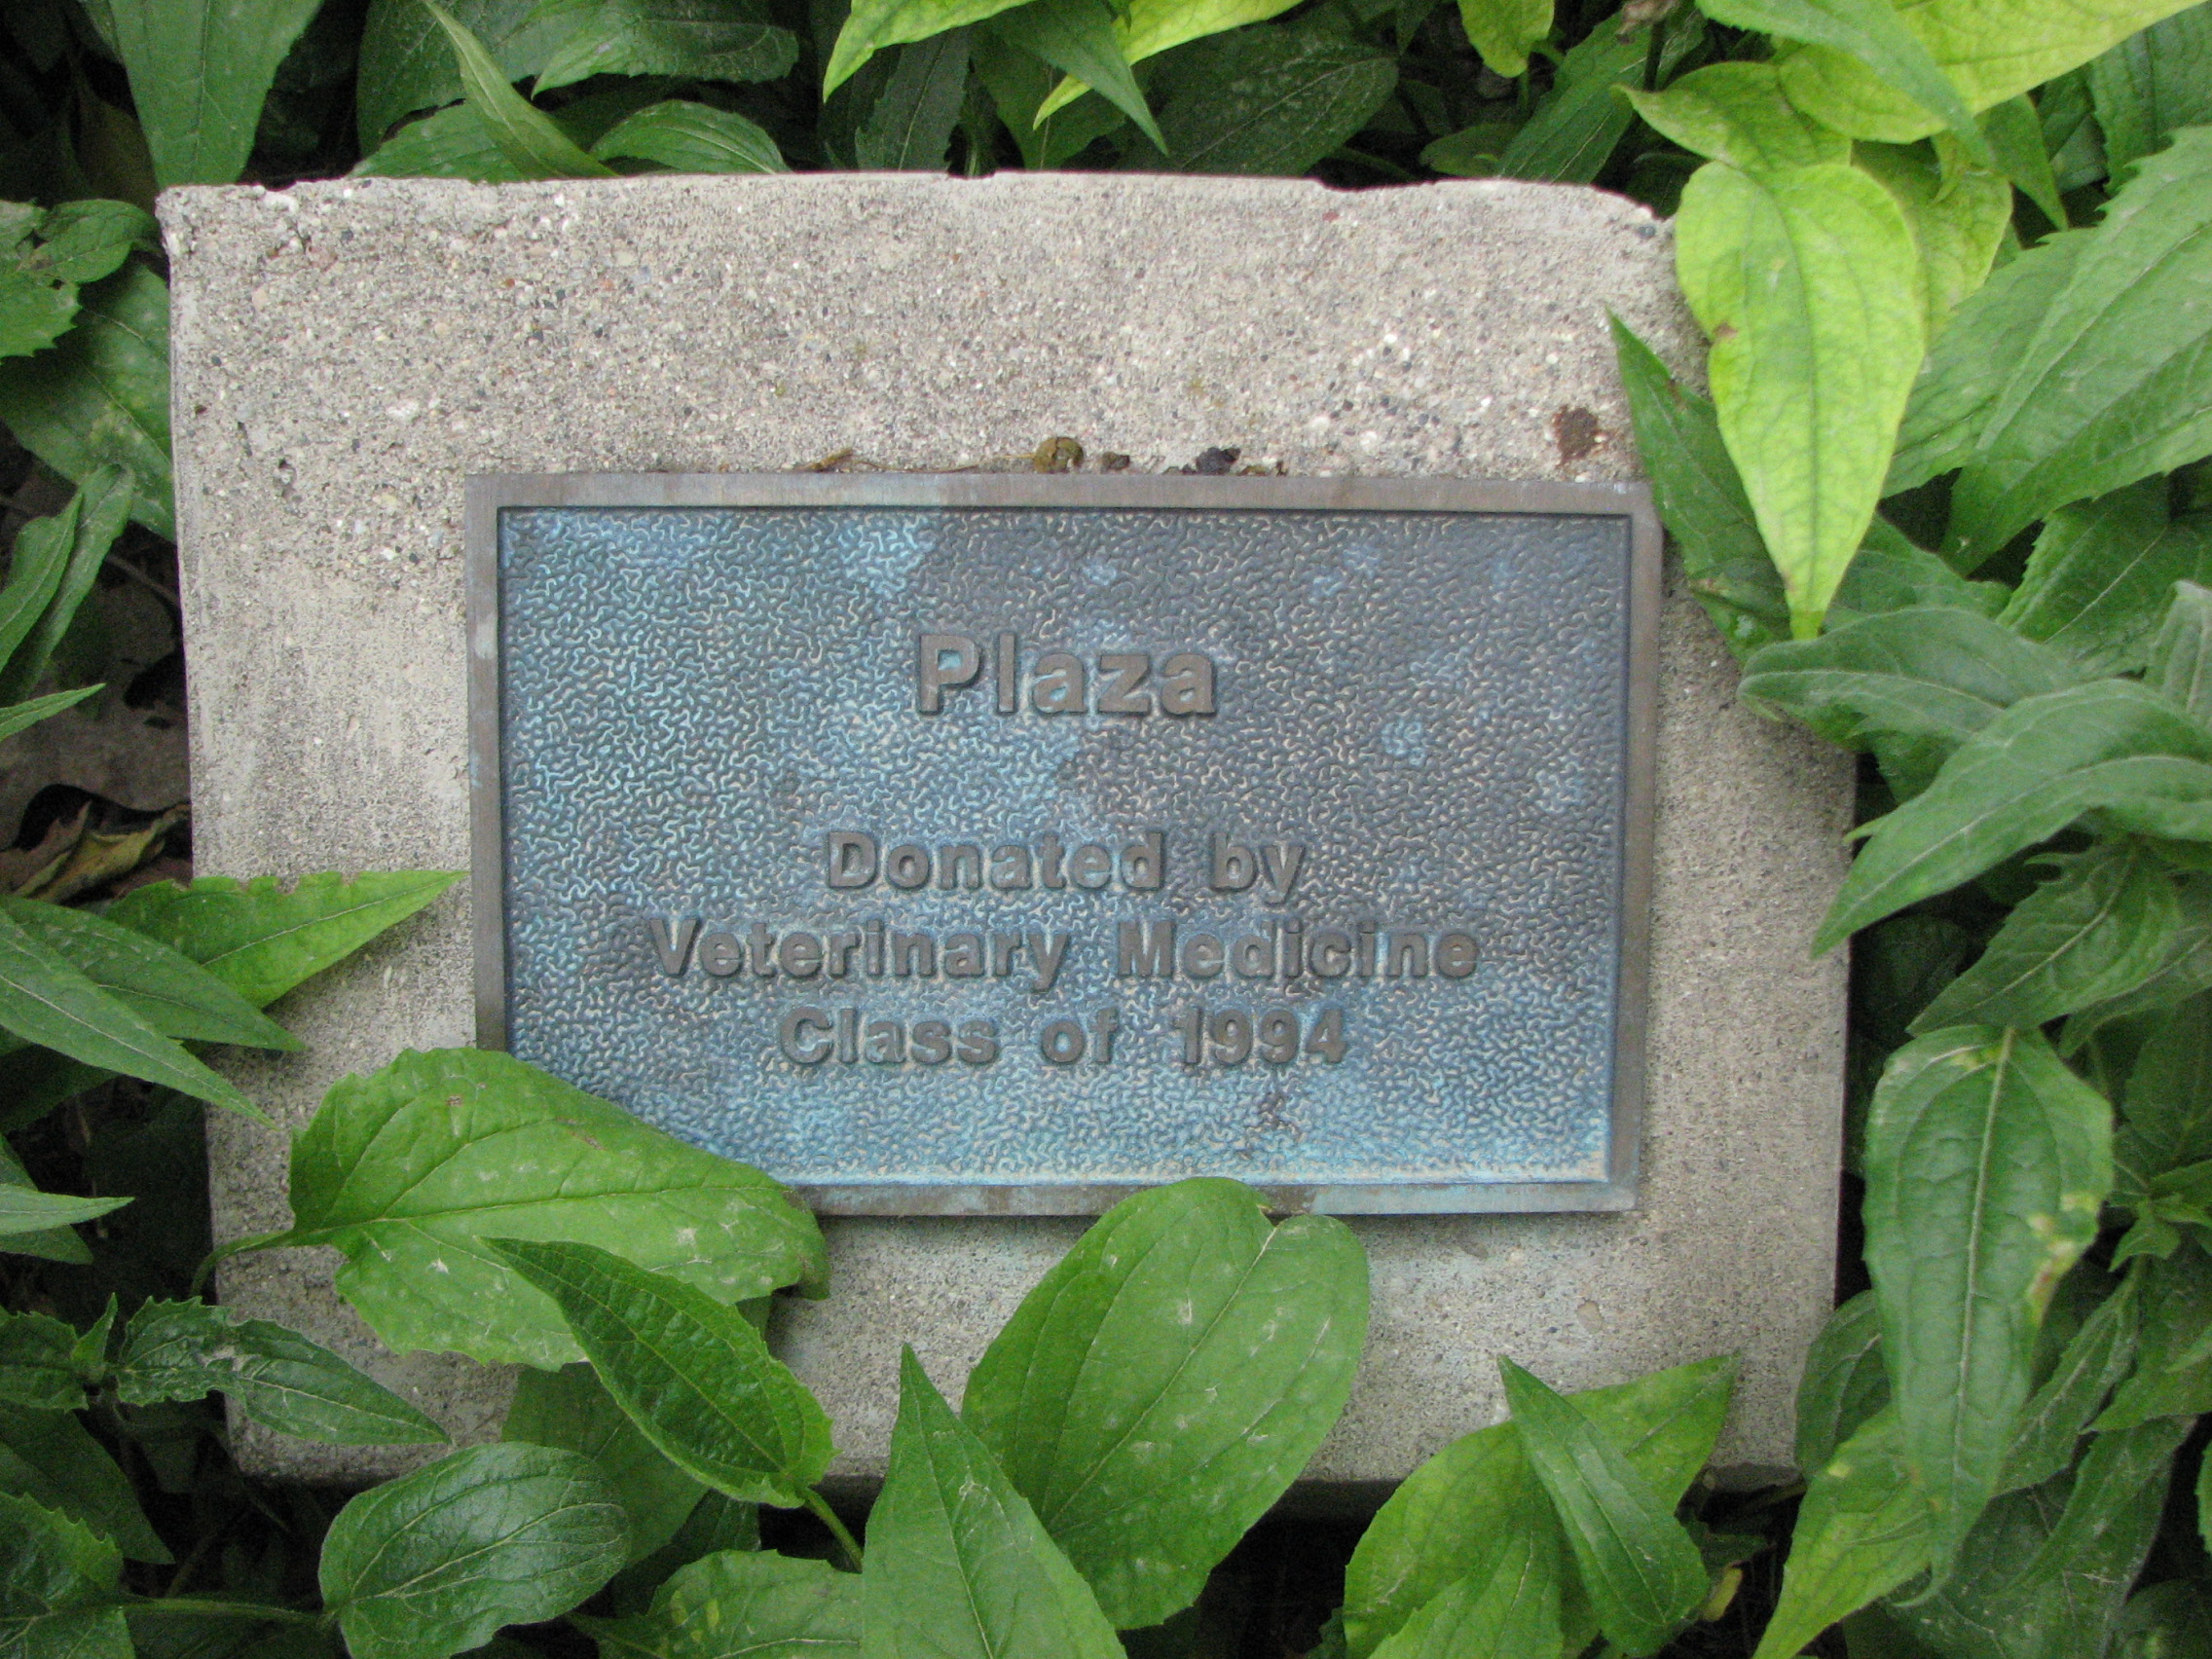 Plaza
Donated by
Veterinary Medicine
Class of 1994